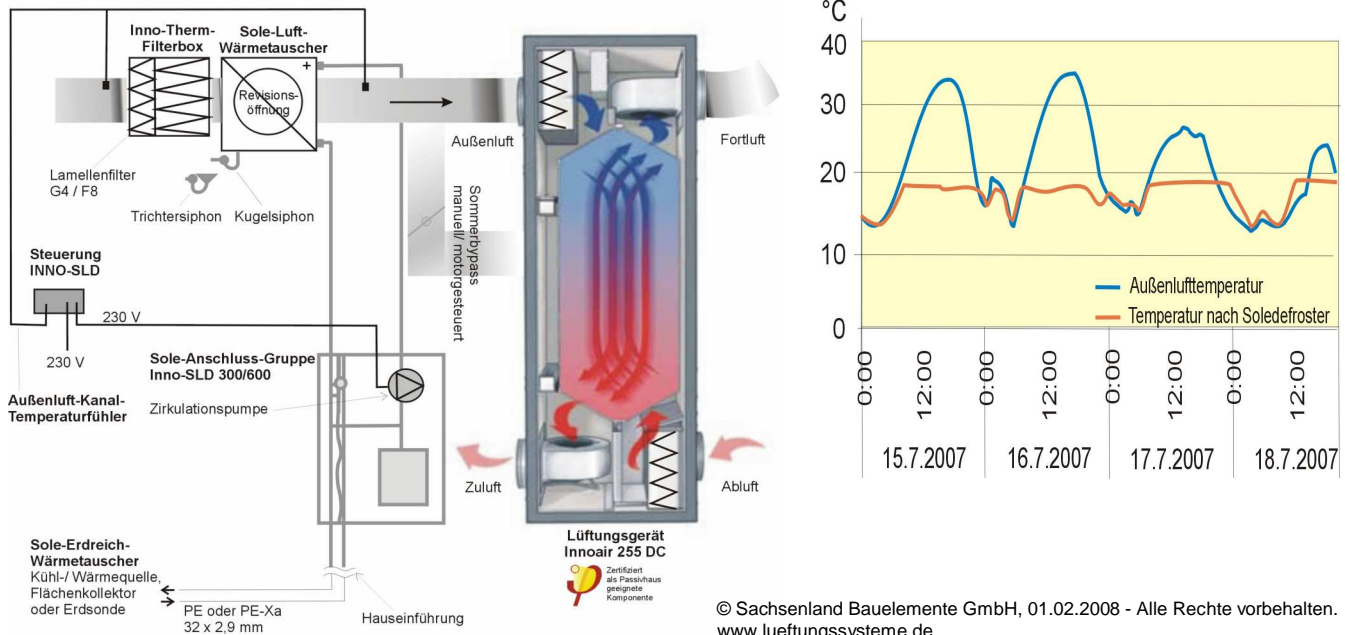 Inno-Therm-
Filterbox
Sole-Luft-
Wärmetauscher
+
Revisions-
öffnung
Lamellenfilter
G4 / F8
Trichtersiphon
Kugelsiphon
Außenluft
Fortluft
Sommerbypass
manuell/ motorgesteuert
Steuerung
INNO-SLD
230 V
230 V
Außenluft-Kanal-
Temperaturfühler
Sole-Anschluss-Gruppe
Inno-SLD 300/600
Zirkulationspumpe
Zuluft
Abluft
Lüftungsgerät
Innoair 255 DC
Zertifiziert
als Passivhaus
geeignete
Komponente
Sole-Erdreich-
Wärmetauscher
Kühl-/ Wärmequelle,
Flächenkollektor
oder Erdsonde
PE oder PE-Xa
32 x 2,9 mm
Hauseinführung
°C
40
30
20
10
0
Außenlufttemperatur
Temperatur nach Soledefroster
0:00
12:00
0:00
12:00
0:00
12:00
0:00
12:00
15.7.2007
16.7.2007
17.7.2007
18.7.2007
© Sachsenland Bauelemente GmbH, 01.02.2008 - Alle Rechte vorbehalten.
www.lueftungssysteme.de